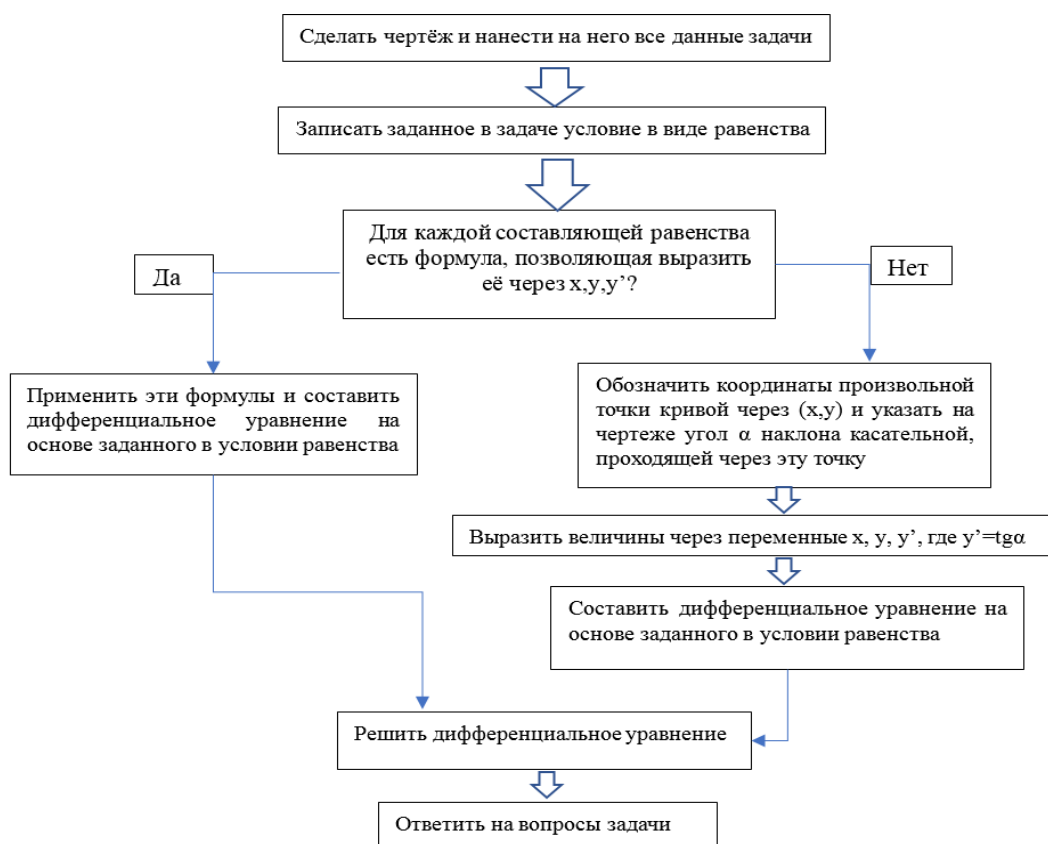 Сделать чертёж и нанести на него все данные задачи
Записать заданное в задаче условие в виде равенства
Для каждой составляющей равенства
есть формула, позволяющая выразить
её через x,y,y’?
Да
Нет
Применить эти формулы и составить
дифференциальное уравнение на
основе заданного в условии равенства
Обозначить координаты произвольной
точки кривой через (x,y) и указать на
чертеже угол α наклона касательной,
проходящей через эту точку
Выразить величины через переменные x, y, y’, где y’=tgα
Составить дифференциальное уравнение на
основе заданного в условии равенства
Решить дифференциальное уравнение
Ответить на вопросы задачи